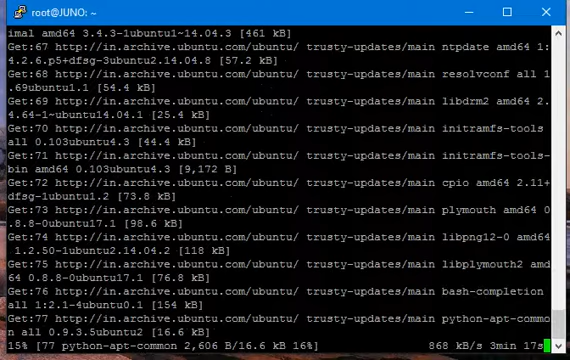 root@JUNO: ~
imal amd64 3.4.3-1ubuntu1~14.04.3 [461 kB]
Get:67 http://in.archive.ubuntu.com/ubuntu/ trusty-updates/main ntpdate amd64 1:
4.2.6.p5+dfsg-3ubuntu2.14.04.8 [57.2 kB]
Get:68 http://in.archive.ubuntu.com/ubuntu/ trusty-updates/main resolvconf all 1
.69ubuntu1.1 [54.4 kB]
Get:69 http://in.archive.ubuntu.com/ubuntu/ trusty-updates/main libdrm2 amd64 2.
4.64-1~ubuntu14.04.1 [25.4 kB]
Get:70 http://in.archive.ubuntu.com/ubuntu/ trusty-updates/main initramfs-tools
all 0.103ubuntu4.3 [44.4 kB]
Get:71 http://in.archive.ubuntu.com/ubuntu/ trusty-updates/main initramfs-tools-
bin amd64 0.103ubuntu4.3 [9,172 B]
Get:72 http://in.archive.ubuntu.com/ubuntu/ trusty-updates/main cpio amd64 2.11+
dfsg-1ubuntu1.2 [73.8 kB]
Get:73 http://in.archive.ubuntu.com/ubuntu/ trusty-updates/main plymouth amd64 0
.8.8-0ubuntu17.1 [98.6 kB]
Get:74 http://in.archive.ubuntu.com/ubuntu/ trusty-updates/main libpng12-0 amd64
1.2.50-1ubuntu2.14.04.2 [118 kB]
Get:75 http://in.archive.ubuntu.com/ubuntu/ trusty-updates/main libplymouth2 amd
64 0.8.8-0ubuntu17.1 [76.8 kB]
Get:76 http://in.archive.ubuntu.com/ubuntu/ trusty-updates/main bash-completion
all 1:2.1-4ubuntu0.1 [154 kB]
Get:77 http://in.archive.ubuntu.com/ubuntu/ trusty-updates/main python-apt-commo
n all 0.9.3.5ubuntu2 [16.6 kB]
15% [77 python-apt-common 2,606 B/16.6 kB 16%] 868 kB/s 3min 17s